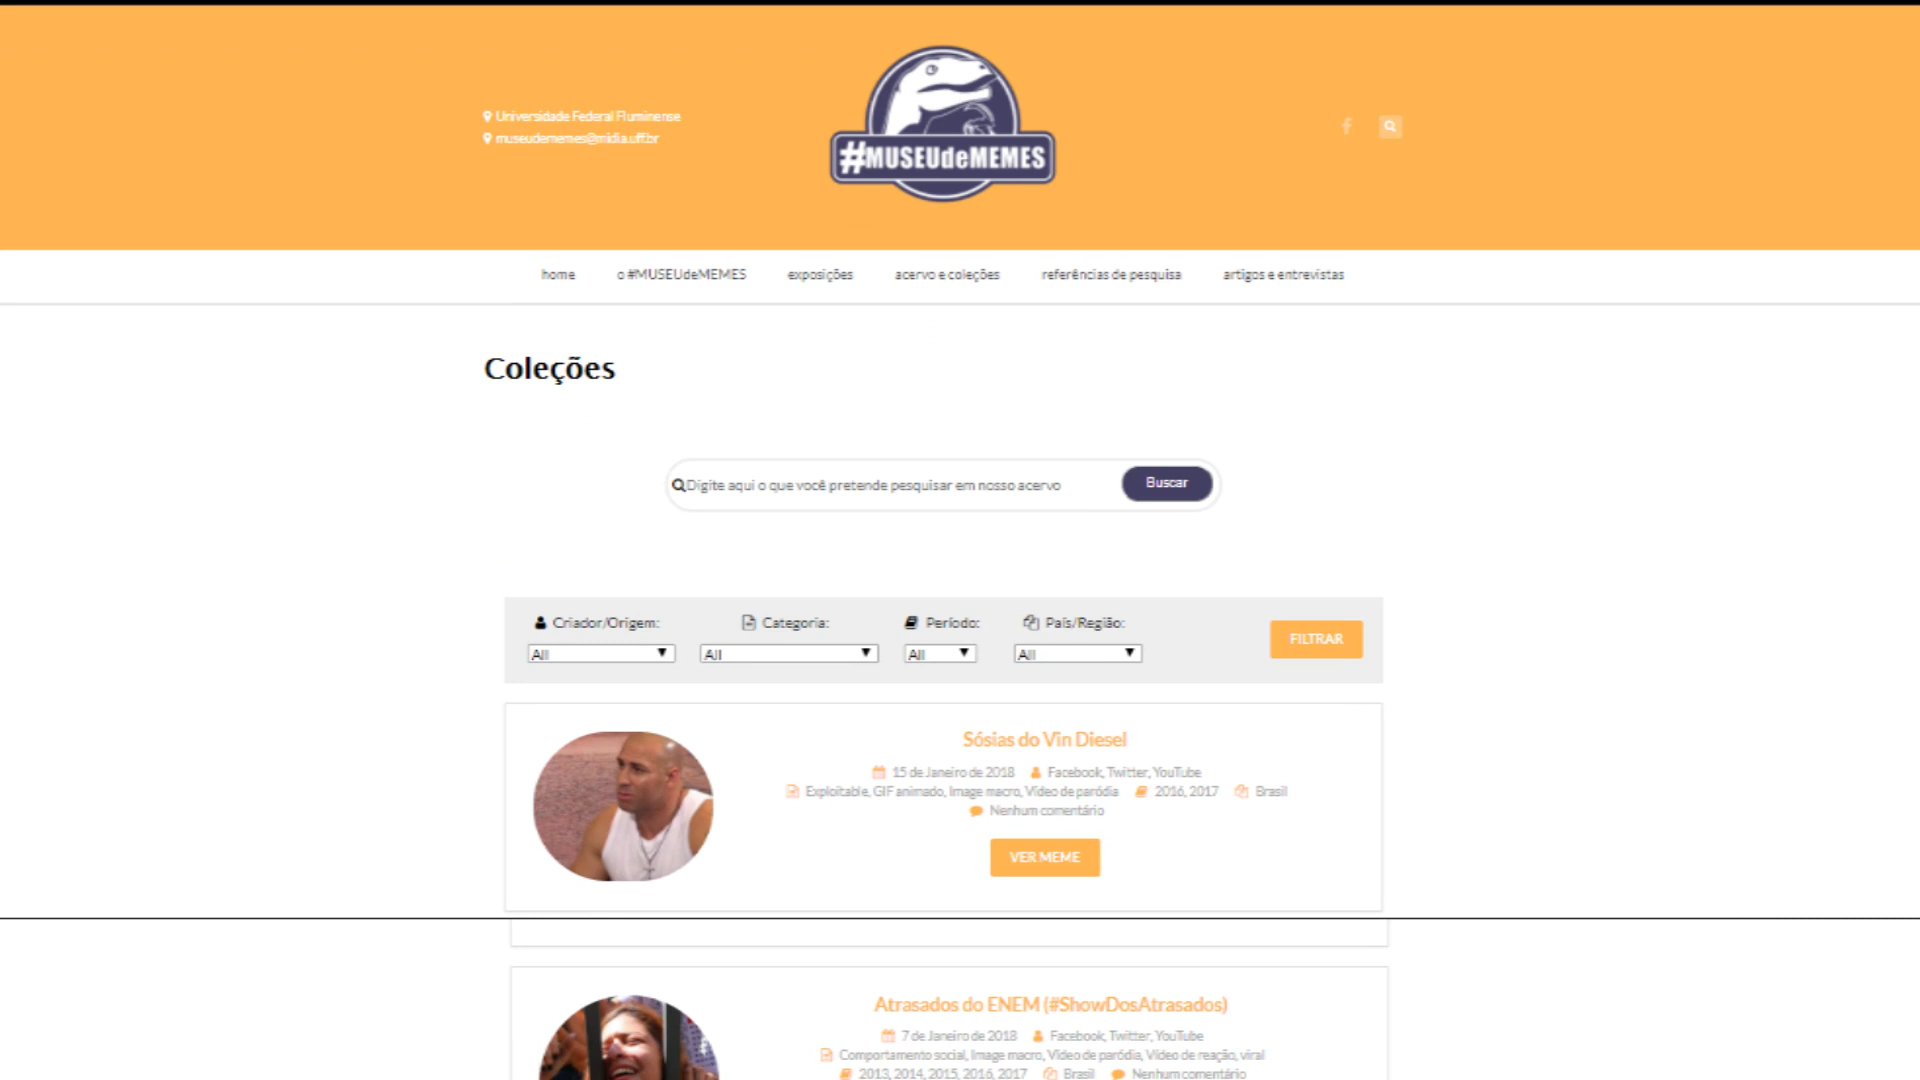 Universidade Federal Fluminense
museudememes@midia.uff.br
#MUSEUdeMEMES
home o #MUSEUdeMEMES exposições acervo e coleções referências de pesquisa artigos e entrevistas
Coleções
Digite aqui o que você pretende pesquisar em nosso acervo Buscar
Criador/Origem: Categoria: Período: País/Região:
All All All All
FILTRAR
Sósias do Vin Diesel
15 de Janeiro de 2018 Facebook, Twitter, YouTube
Exploitable, GIF animado, Image macro, Vídeo de paródia 2016, 2017 Brasil
Nenhum comentário
VER MEME
Atrasados do ENEM (#ShowDosAtrasados)
7 de Janeiro de 2018 Facebook, Twitter, YouTube
Comportamento social, Image macro, Vídeo de paródia, Vídeo de reação, viral
2013, 2014, 2015, 2016, 2017 Brasil Nenhum comentário